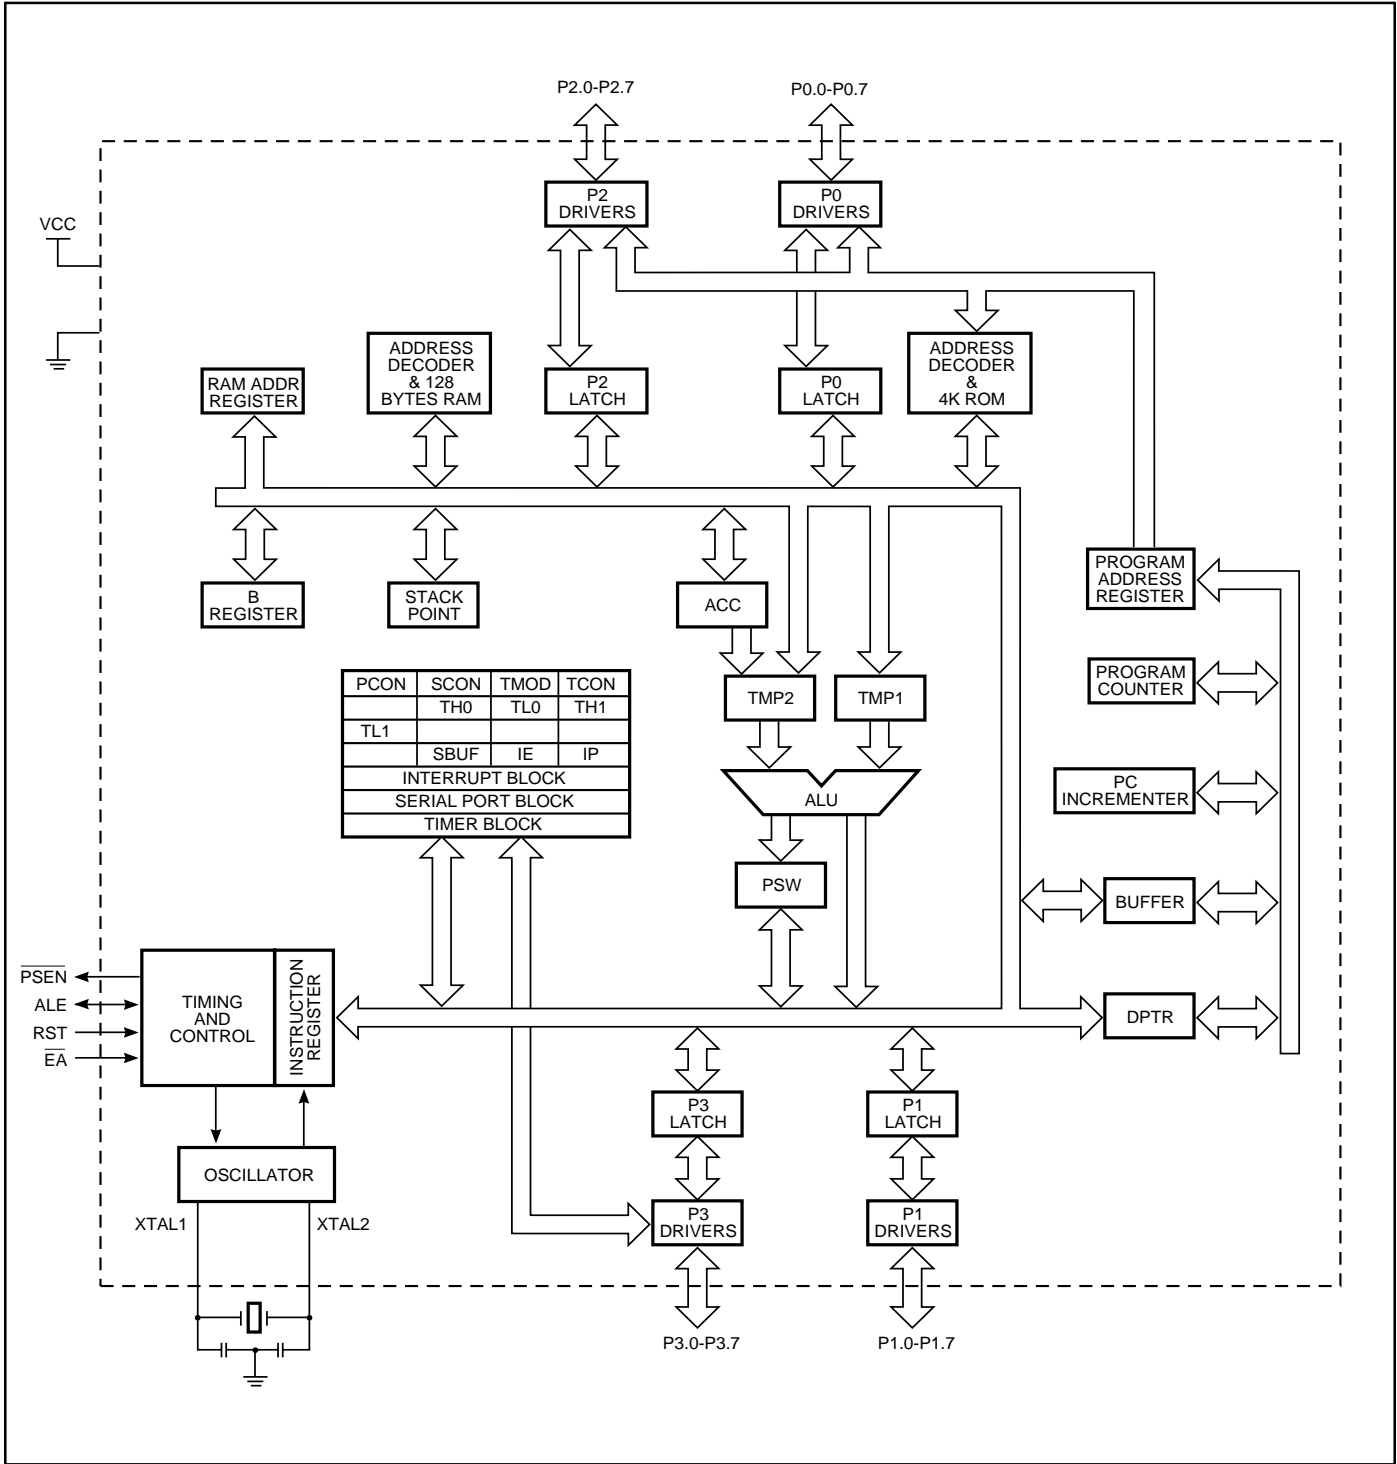 P2.0-P2.7
P0.0-P0.7
P2
DRIVERS
P0
DRIVERS
VCC
RAM ADDR
REGISTER
ADDRESS
DECODER
& 128
BYTES RAM
P2
LATCH
P0
LATCH
ADDRESS
DECODER
&
4K ROM
B
REGISTER
STACK
POINT
ACC
PROGRAM
ADDRESS
REGISTER
PROGRAM
COUNTER
PC
INCREMENTER
BUFFER
DPTR
TMP2
TMP1
ALU
PSW
PCON SCON TMOD TCON
TH0 TL0 TH1
TL1
SBUF IE IP
INTERRUPT BLOCK
SERIAL PORT BLOCK
TIMER BLOCK
PSEN
ALE
RST
EA
TIMING
AND
CONTROL
INSTRUCTION
REGISTER
OSCILLATOR
XTAL1
XTAL2
P3
LATCH
P1
LATCH
P3
DRIVERS
P1
DRIVERS
P3.0-P3.7
P1.0-P1.7